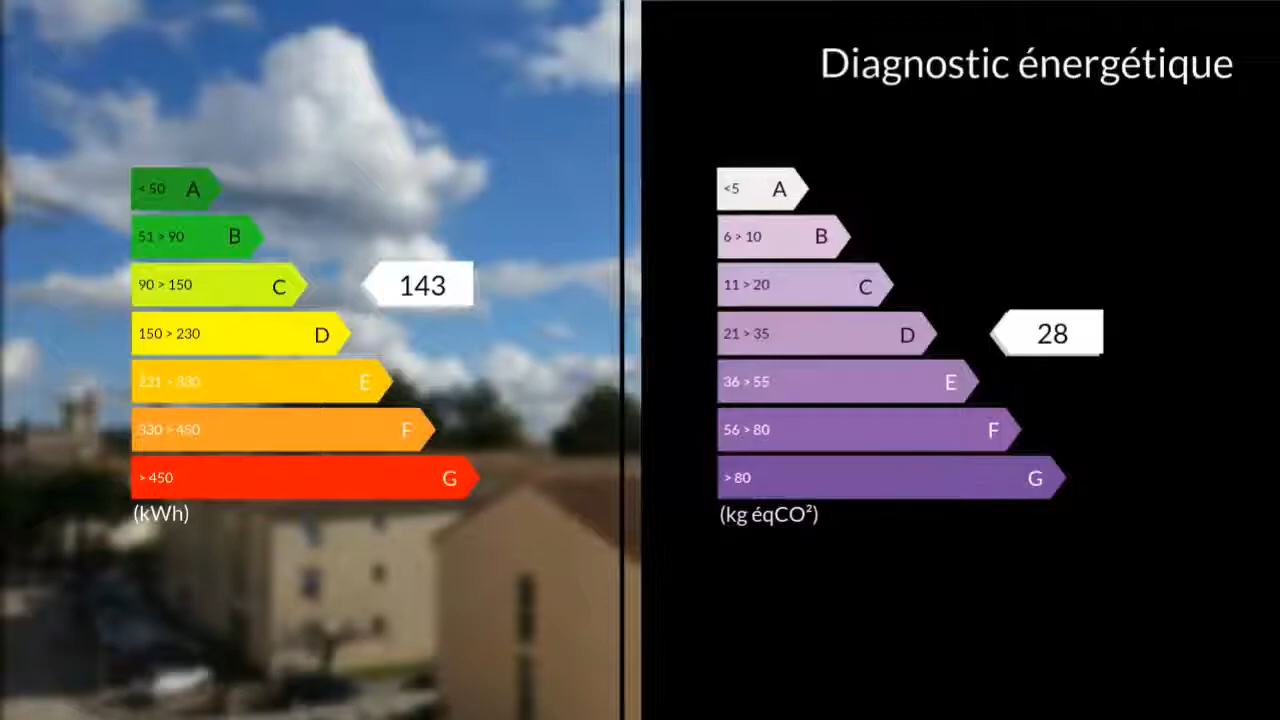 Diagnostic énergétique
< 50 A
51 > 90 B
90 > 150 C
143
150 > 230 D
231 > 330 E
330 > 450 F
> 450 G
(kWh)
<5 A
6 > 10 B
11 > 20 C
21 > 35 D
28
36 > 55 E
56 > 80 F
> 80 G
(kg éqCO²)